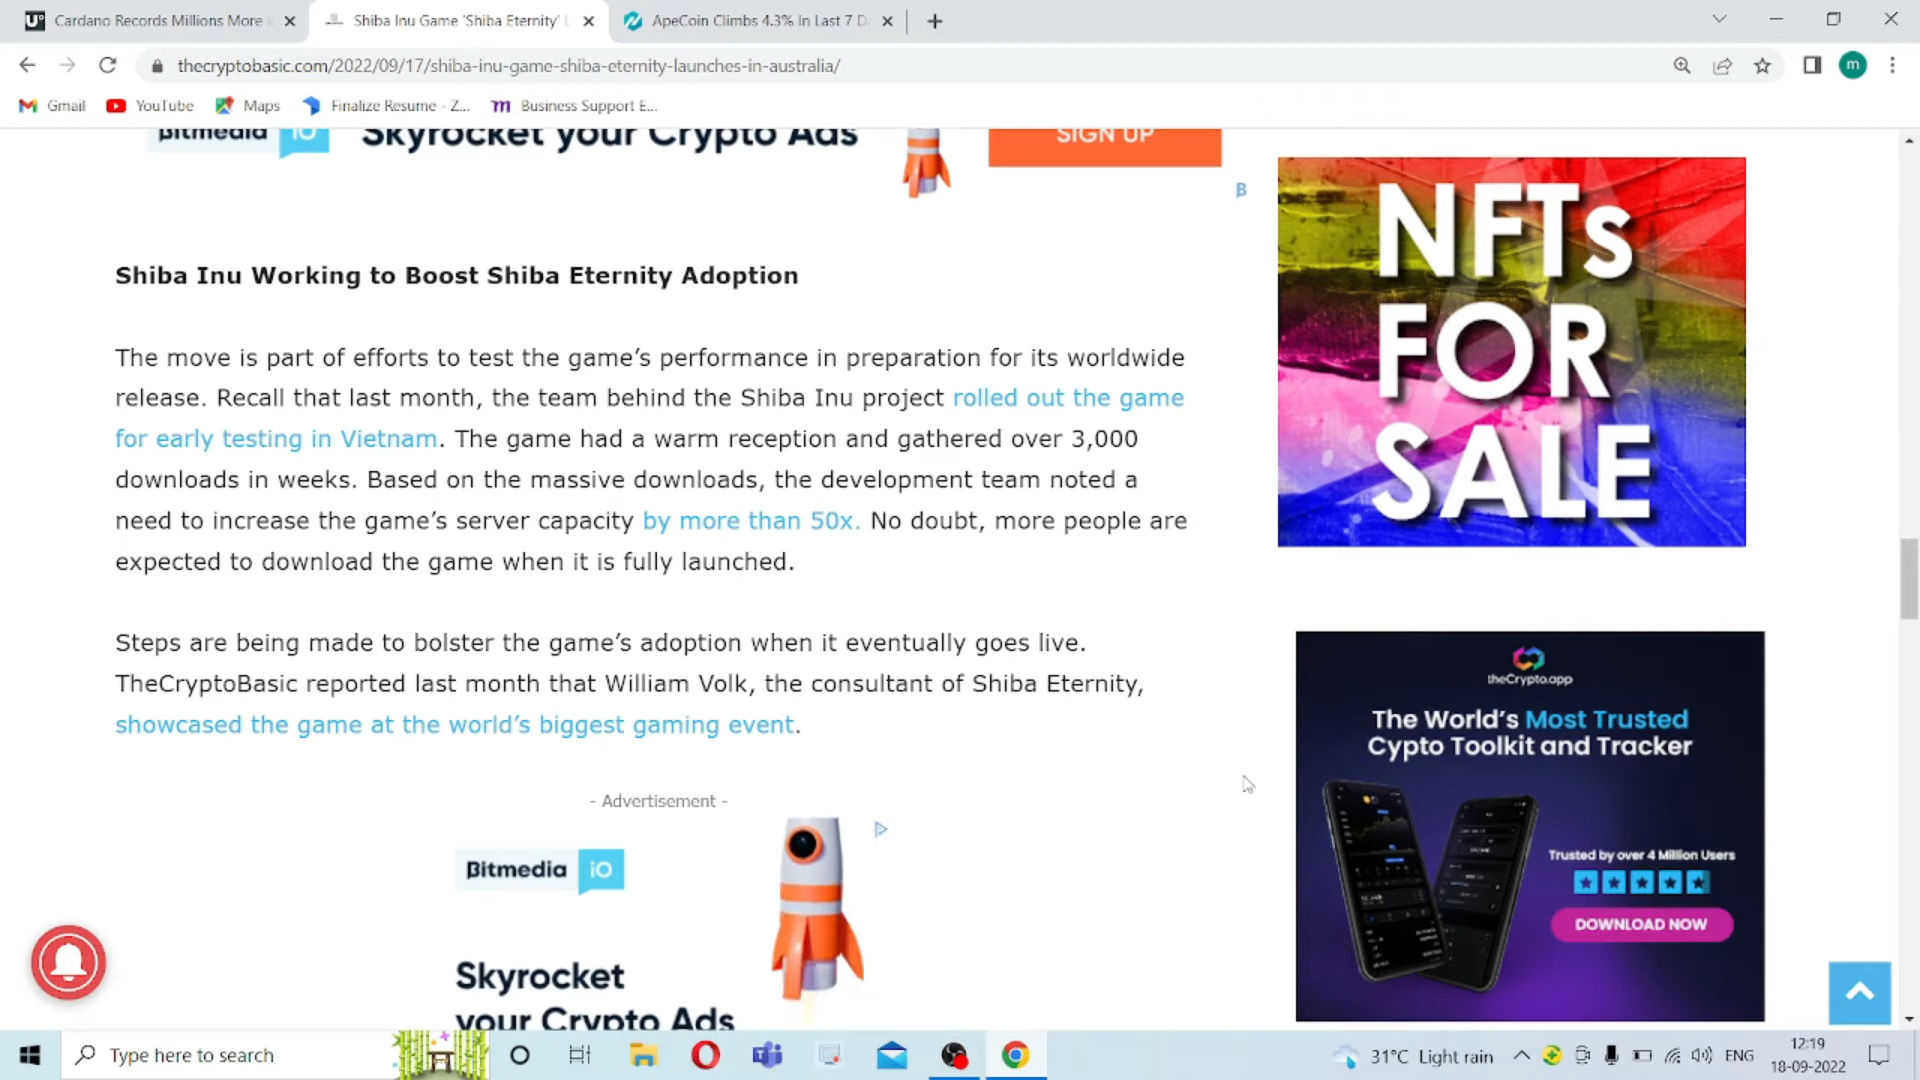 Cardano Records Millions More i
Shiba Inu Game 'Shiba Eternity' L
ApeCoin Climbs 4.3% In Last 7 D
thecryptobasic.com/2022/09/17/shiba-inu-game-shiba-eternity-launches-in-australia/
m
Gmail
YouTube
Maps
Finalize Resume - Z...
Business Support E...
Bitmedia iO
Skyrocket your Crypto Ads
SIGN UP
B
NFTs
FOR
SALE
Shiba Inu Working to Boost Shiba Eternity Adoption
The move is part of efforts to test the game's performance in preparation for its worldwide
release. Recall that last month, the team behind the Shiba Inu project rolled out the game
for early testing in Vietnam. The game had a warm reception and gathered over 3,000
downloads in weeks. Based on the massive downloads, the development team noted a
need to increase the game's server capacity by more than 50x. No doubt, more people are
expected to download the game when it is fully launched.
Steps are being made to bolster the game's adoption when it eventually goes live.
TheCryptoBasic reported last month that William Volk, the consultant of Shiba Eternity,
showcased the game at the world's biggest gaming event.
- Advertisement -
Bitmedia iO
Skyrocket
your Crypto Ads
theCrypto.app
The World's Most Trusted
Cypto Toolkit and Tracker
Trusted by over 4 Million Users
DOWNLOAD NOW
Type here to search
31°C Light rain
ENG
12:19
18-09-2022